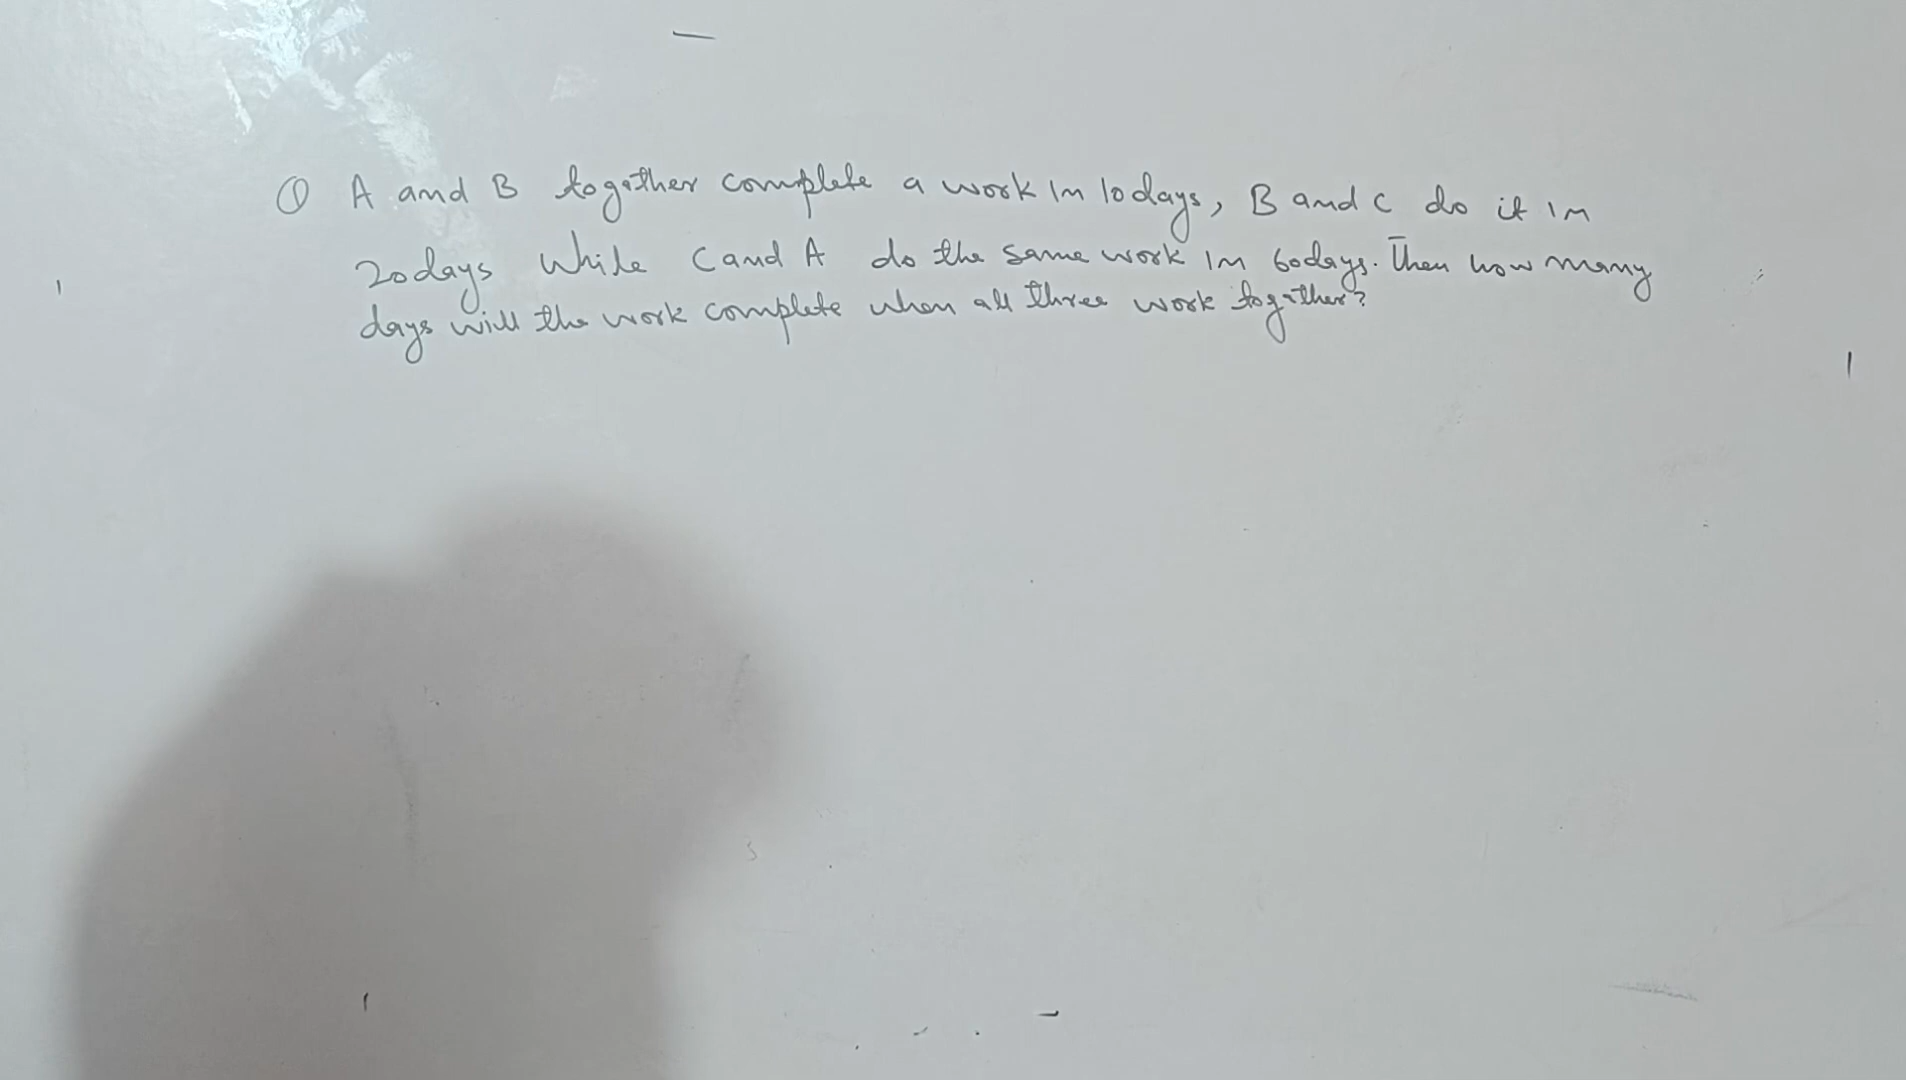 ① A and B together complete a work in 10 days, B and C do it in
20 days while C and A do the same work in 60 days. Then how many
days will the work complete when all three work together?